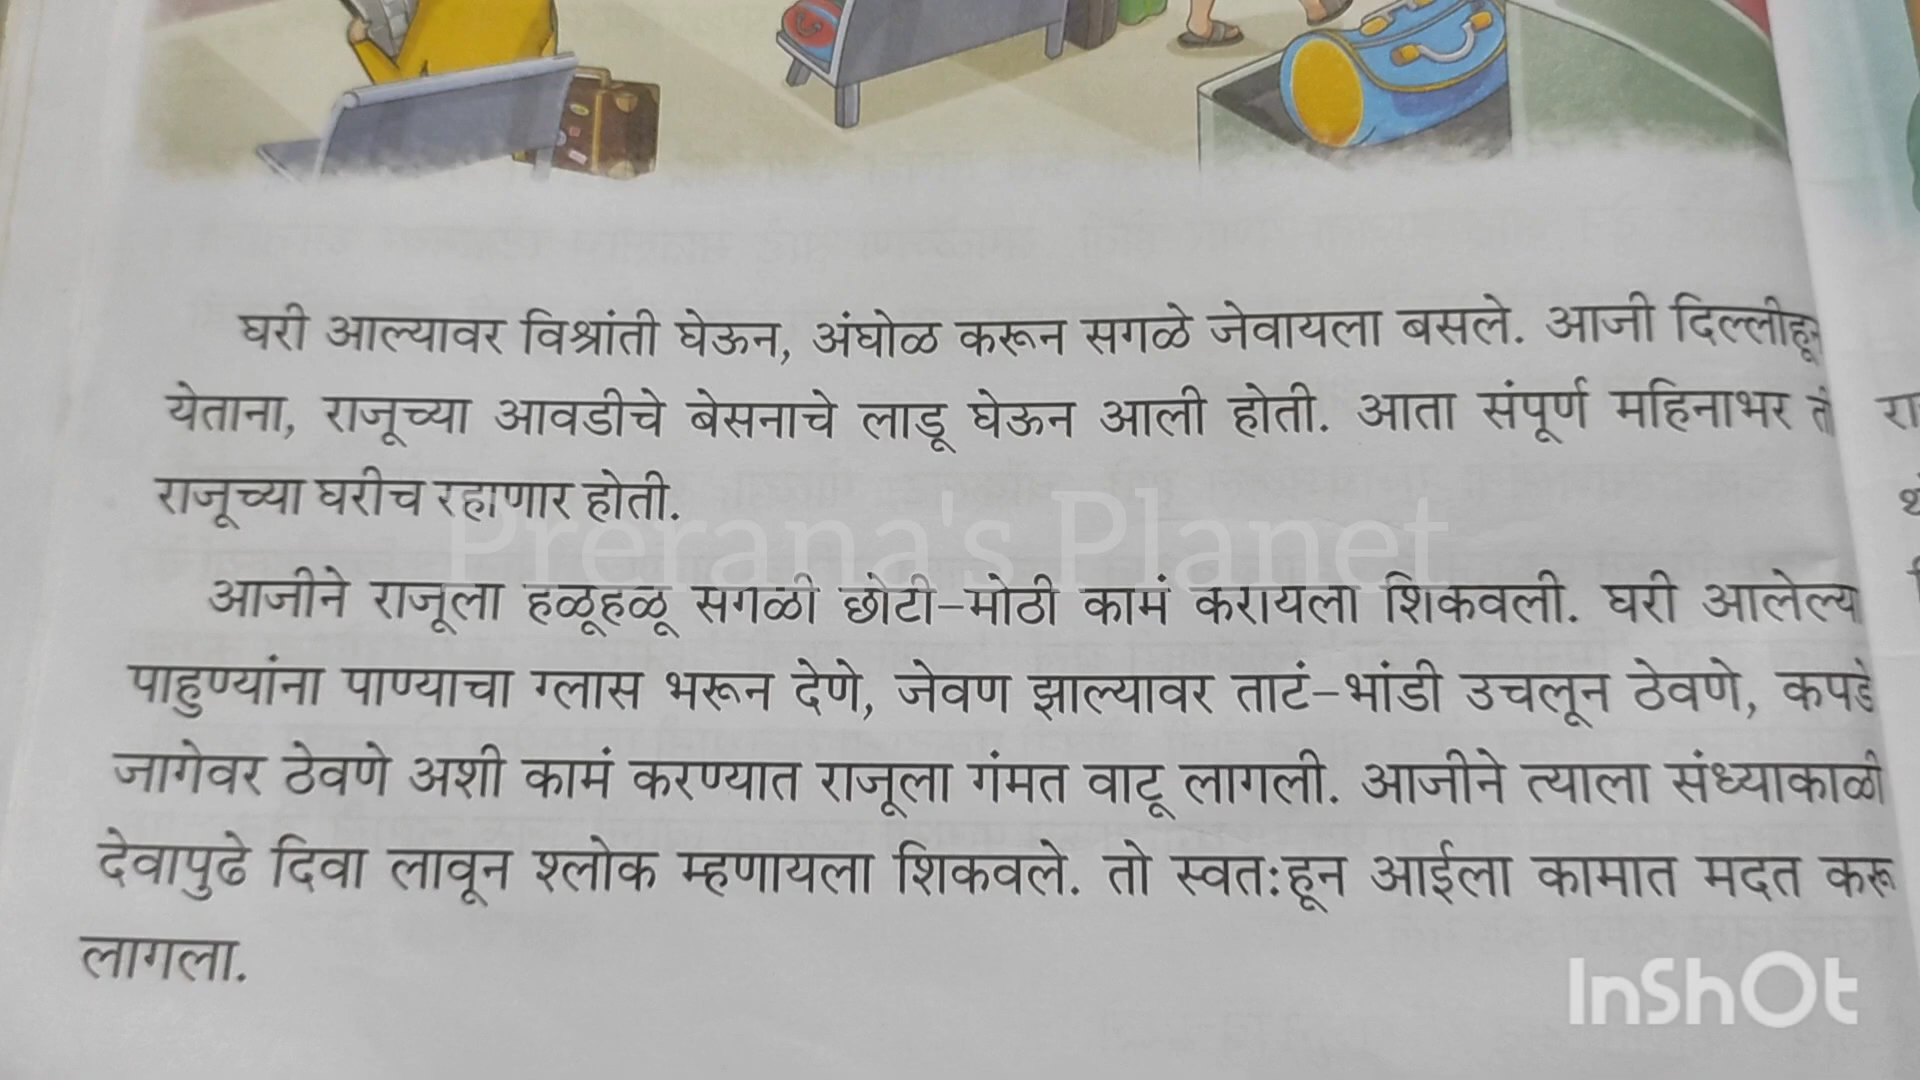 घरी आल्यावर विश्रांती घेऊन, अंघोळ करून सगळे जेवायला बसले. आजी दिल्लीहून
येताना, राजूच्या आवडीचे बेसनाचे लाडू घेऊन आली होती. आता संपूर्ण महिनाभर ती
राजूच्या घरीच रहाणार होती.
Prerana's Planet
आजीने राजूला हळूहळू सगळी छोटी-मोठी कामं करायला शिकवली. घरी आलेल्य
पाहुण्यांना पाण्याचा ग्लास भरून देणे, जेवण झाल्यावर ताटं-भांडी उचलून ठेवणे, कपडे
जागेवर ठेवणे अशी कामं करण्यात राजूला गंमत वाटू लागली. आजीने त्याला संध्याकाळी
देवापुढे दिवा लावून श्लोक म्हणायला शिकवले. तो स्वतःहून आईला कामात मदत करू
लागला.
InShOt